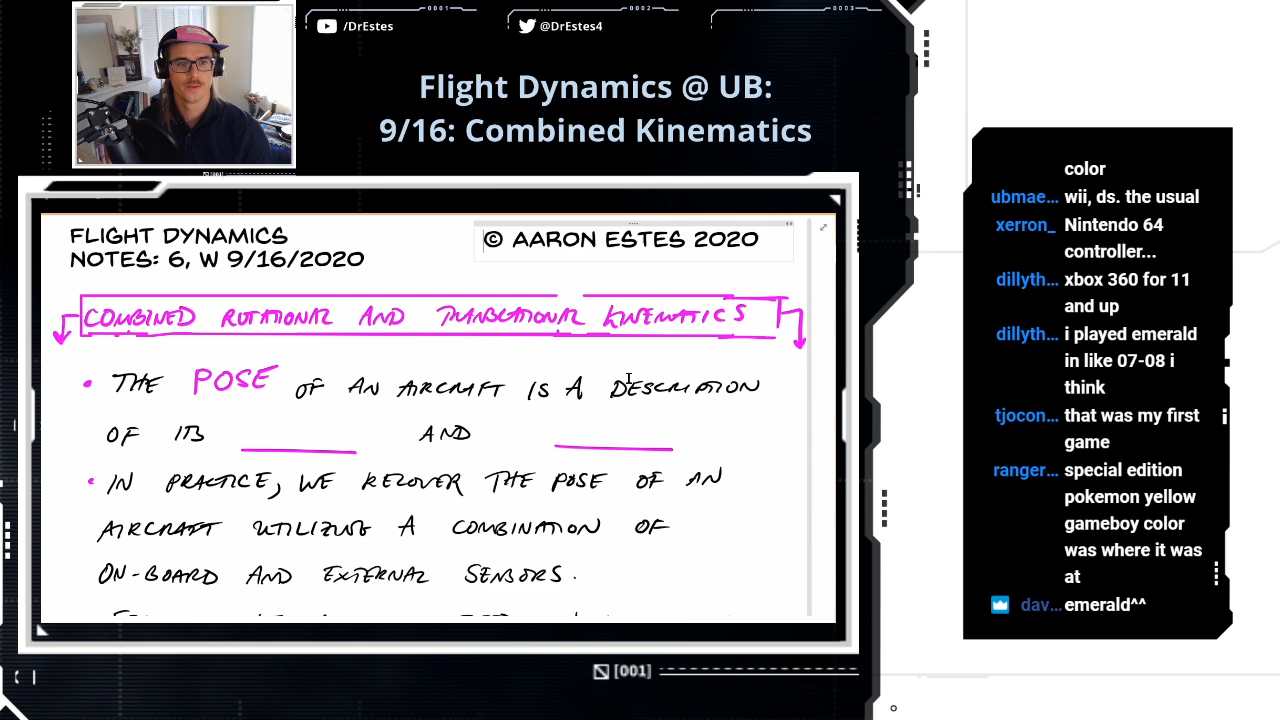 0001
0002
0003
/DrEstes
@DrEstes4
Flight Dynamics @ UB:
9/16: Combined Kinematics
[001]
FLIGHT DYNAMICS
NOTES: 6, W 9/16/2020
© AARON ESTES 2020
COMBINED ROTATIONAL AND TRANSLATIONAL KINEMATICS
• THE POSE OF AN AIRCRAFT IS A DESCRIPTION
OF ITS AND
• IN PRACTICE, WE RECOVER THE POSE OF AN
AIRCRAFT UTILIZING A COMBINATION OF
ON-BOARD AND EXTERNAL SENSORS.
[001]
color
ubmae... wii, ds. the usual
xerron_ Nintendo 64
controller...
dillyth... xbox 360 for 11
and up
dillyth... i played emerald
in like 07-08 i
think
tjocon... that was my first
game
ranger... special edition
pokemon yellow
gameboy color
was where it was
at
dav... emerald^^